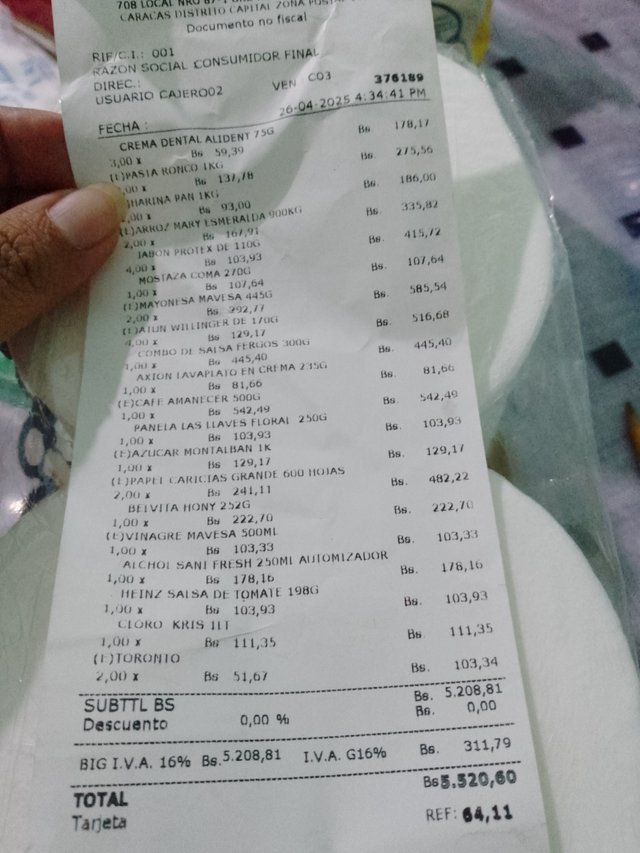 708 LOCAL NRO
CARACAS DISTRITO CAPITAL ZONA
Documento no fiscal
RIF/C.I.: 001
RAZON SOCIAL CONSUMIDOR FINAL
DIREC.:
USUARIO CAJERO02 VEN C03 376189
FECHA : 26-04-2025 4:34:41 PM
CREMA DENTAL ALIDENT 75G
3,00 x Bs 59,39 Bs. 178,17
(E)PASTA RONCO 1KG
,00 x Bs 137,78 Bs. 275,56
)HARINA PAN 1KG
,00 x Bs 93,00 Bs. 186,00
(E)ARROZ MARY ESMERALDA 900KG
2,00 x Bs 167,91 Bs. 335,82
JABON PROTEX DE 110G
4,00 x Bs 103,93 Bs. 415,72
MOSTAZA COMA 270G
1,00 x Bs 107,64 Bs. 107,64
(E)MAYONESA MAVESA 445G
2,00 x Bs. 292,77 Bs. 585,54
(E)ATUN WILLINGER DE 170G
4,00 x Bs 129,17 Bs. 516,68
COMBO DE SALSA FERGOS 300G
1,00 x Bs 445,40 Bs. 445,40
AXION LAVAPLATO EN CREMA 235G
1,00 x Bs 81,66 Bs. 81,66
(E)CAFE AMANECER 500G
1,00 x Bs 542,49 Bs. 542,49
PANELA LAS LLAVES FLORAL 250G
1,00 x Bs 103,93 Bs. 103,93
(E)AZUCAR MONTALBAN 1K
1,00 x Bs 129,17 Bs. 129,17
(E)PAPEL CARICIAS GRANDE 600 HOJAS
2,00 x Bs 241,11 Bs. 482,22
BELVITA HONY 252G
1,00 x Bs 222,70 Bs. 222,70
(E)VINAGRE MAVESA 500ML
1,00 x Bs 103,33 Bs. 103,33
ALCHOL SANI FRESH 250ML AUTOMIZADOR
1,00 x Bs 178,16 Bs. 178,16
HEINZ SALSA DE TOMATE 198G
1,00 x Bs 103,93 Bs. 103,93
CLORO KRIS 1LT
1,00 x Bs 111,35 Bs. 111,35
(E)TORONTO
2,00 x Bs 51,67 Bs. 103,34
SUBTTL BS Bs. 5.208,81
Descuento 0,00 % Bs. 0,00
BIG I.V.A. 16% Bs.5.208,81 I.V.A. G16% Bs. 311,79
TOTAL Bs5.520,60
Tarjeta REF: 64,11